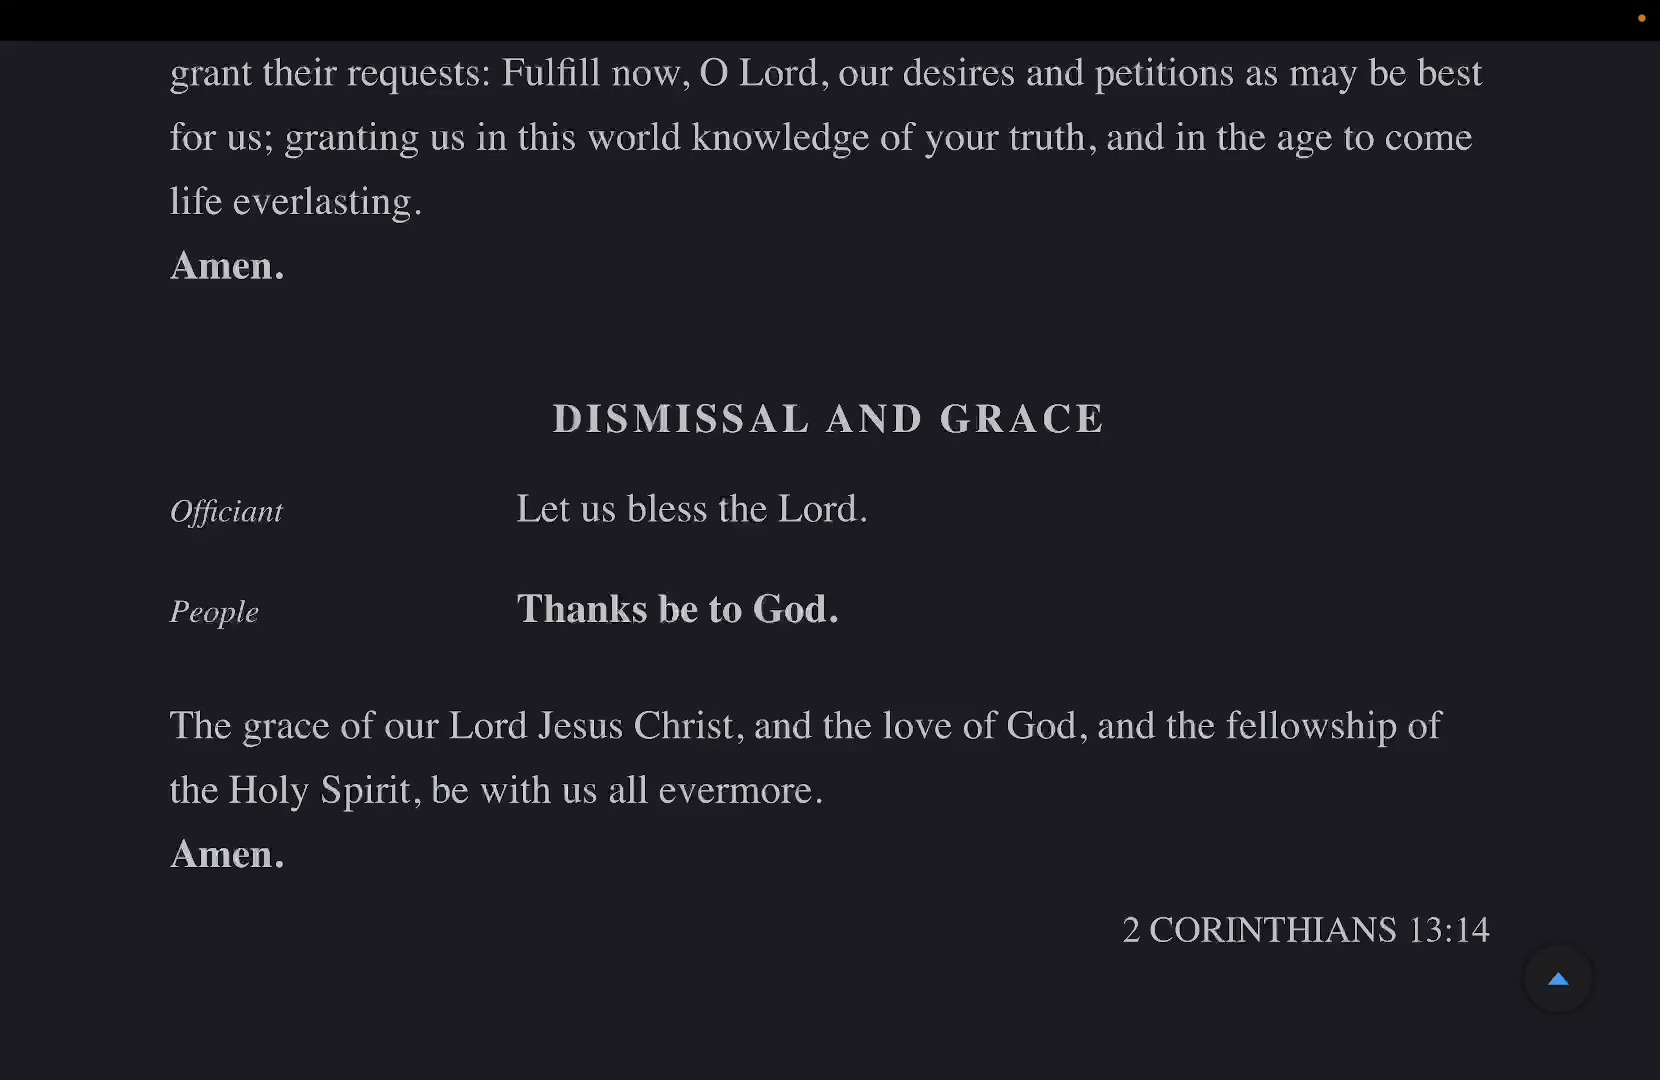 grant their requests: Fulfill now, O Lord, our desires and petitions as may be best
for us; granting us in this world knowledge of your truth, and in the age to come
life everlasting.
Amen.
DISMISSAL AND GRACE
Officiant Let us bless the Lord.
People Thanks be to God.
The grace of our Lord Jesus Christ, and the love of God, and the fellowship of
the Holy Spirit, be with us all evermore.
Amen.
2 CORINTHIANS 13:14